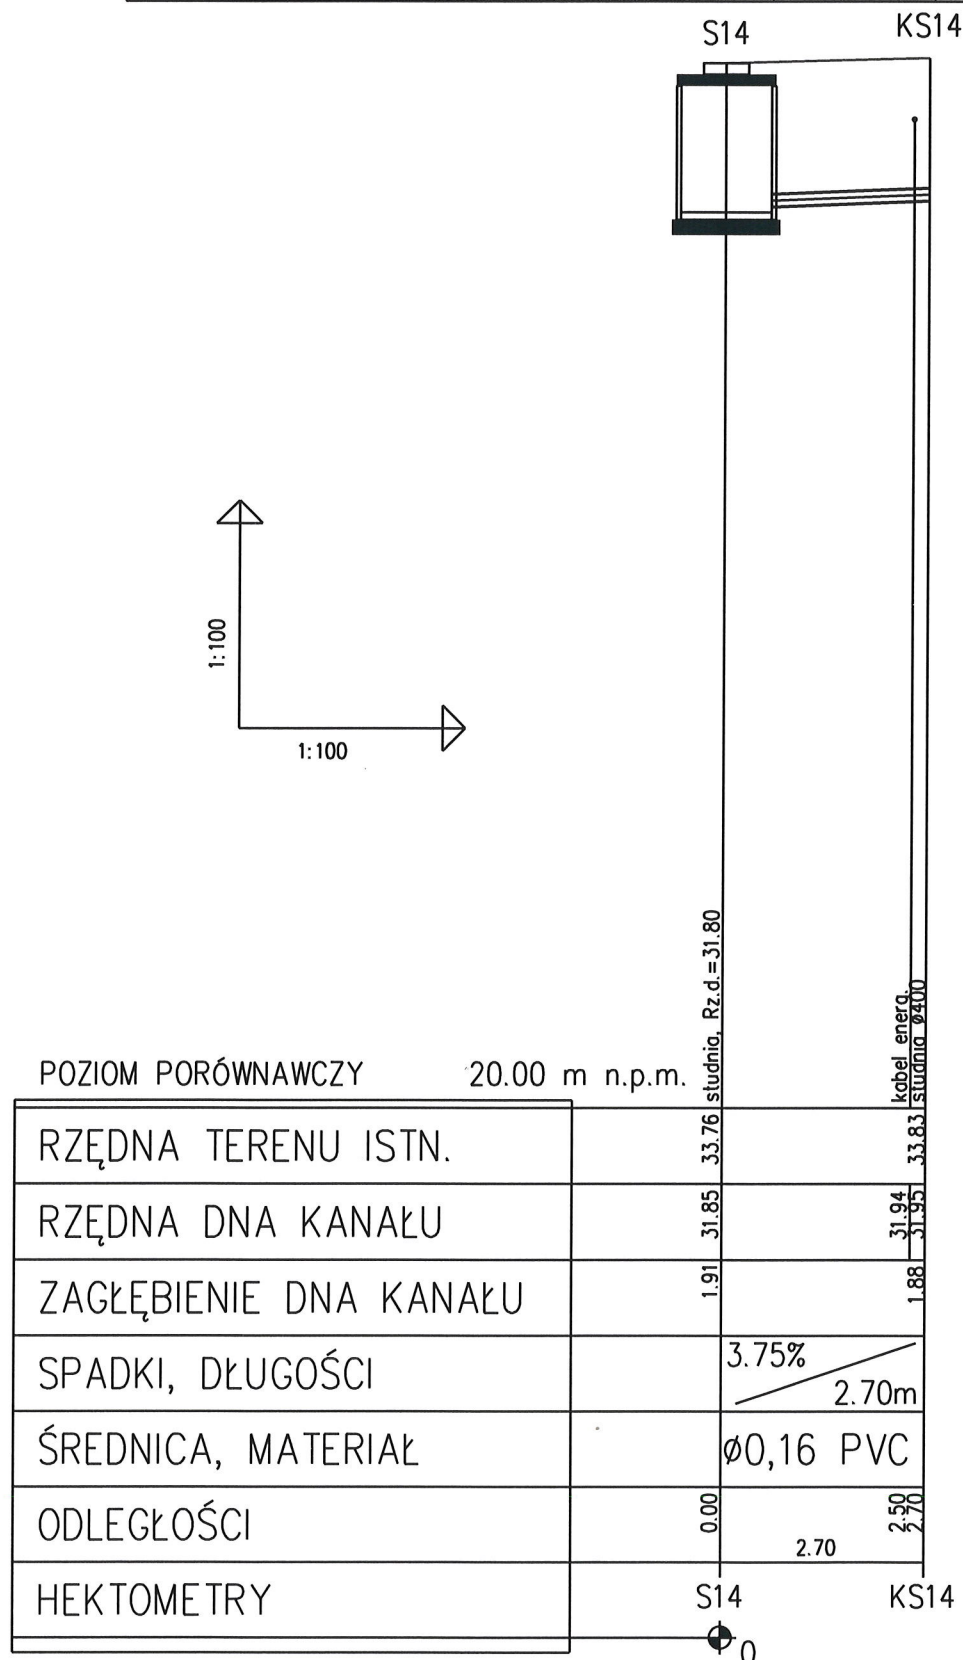 S14 KS14
1:100
1:100
studnia, Rz.d.=31.80
kabel energ.
studnia ø400
POZIOM PORÓWNAWCZY 20.00 m n.p.m.
RZĘDNA TERENU ISTN. 33.76 33.83
RZĘDNA DNA KANAŁU 31.85 31.94 31.95
ZAGŁĘBIENIE DNA KANAŁU 1.91 1.88
SPADKI, DŁUGOŚCI 3.75% 2.70m
ŚREDNICA, MATERIAŁ ø0,16 PVC
ODLEGŁOŚCI 0.00 2.70 2.50 2.70
HEKTOMETRY S14 KS14
0